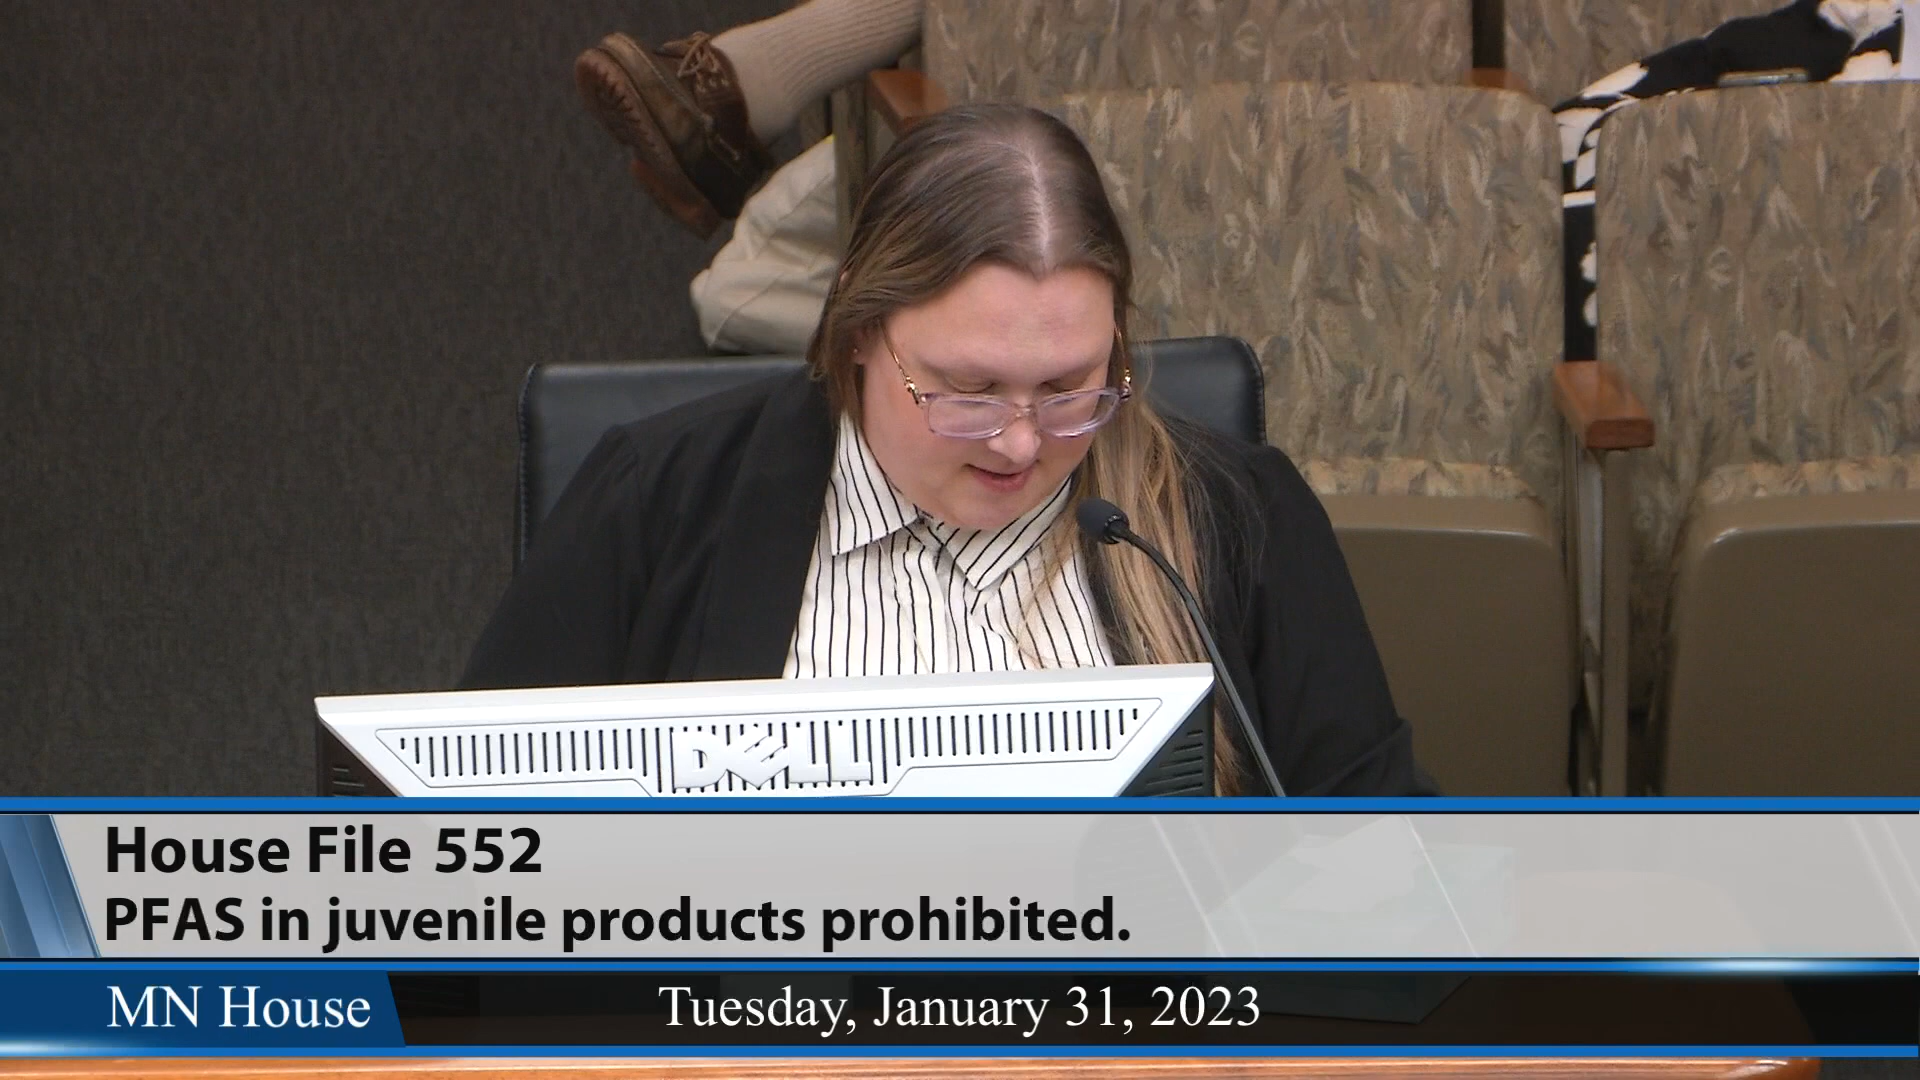 DELL
House File 552
PFAS in juvenile products prohibited.
MN House
Tuesday, January 31, 2023